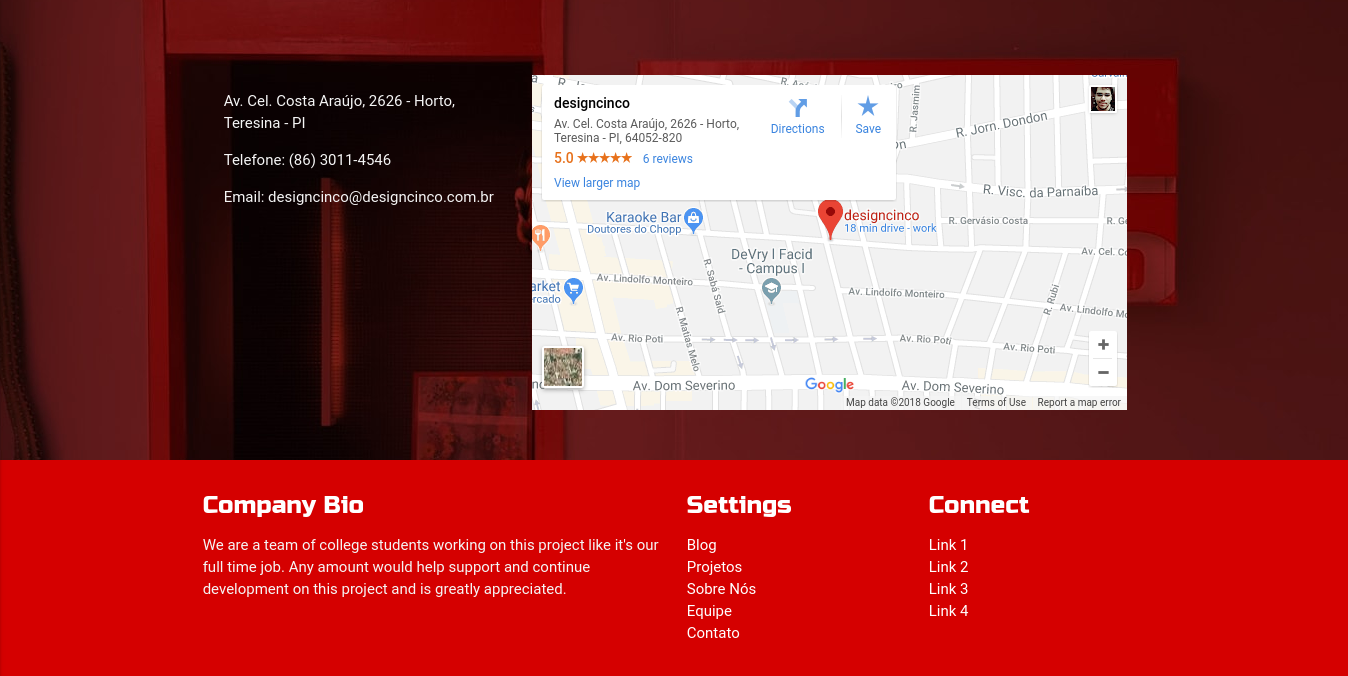 Av. Cel. Costa Araújo, 2626 - Horto,
Teresina - PI
Telefone: (86) 3011-4546
Email: designcinco@designcinco.com.br
designcinco
Av. Cel. Costa Araújo, 2626 - Horto,
Teresina - PI, 64052-820
5.0 ★★★★★ 6 reviews
View larger map
Directions
Save
R. Jasmim
R. Jorn. Dondon
R. Visc. da Parnaíba
Karaoke Bar
Doutores do Chopp
designcinco
18 min drive - work
R. Gervásio Costa
R. Ge
Av. Cel. Co
DeVry l Facid
- Campus I
R. Sabá Said
Av. Lindolfo Monteiro
Av. Lindolfo Monteiro
Av. Lindolfo Mo
arket
rcado
R. Rubi
R. Matias Melo
Av. Rio Poti
Av. Rio Poti
Av. Rio Poti
Av. Dom Severino
Google
Av. Dom Severino
Map data ©2018 Google Terms of Use Report a map error
Company Bio
We are a team of college students working on this project like it's our
full time job. Any amount would help support and continue
development on this project and is greatly appreciated.
Settings
Blog
Projetos
Sobre Nós
Equipe
Contato
Connect
Link 1
Link 2
Link 3
Link 4